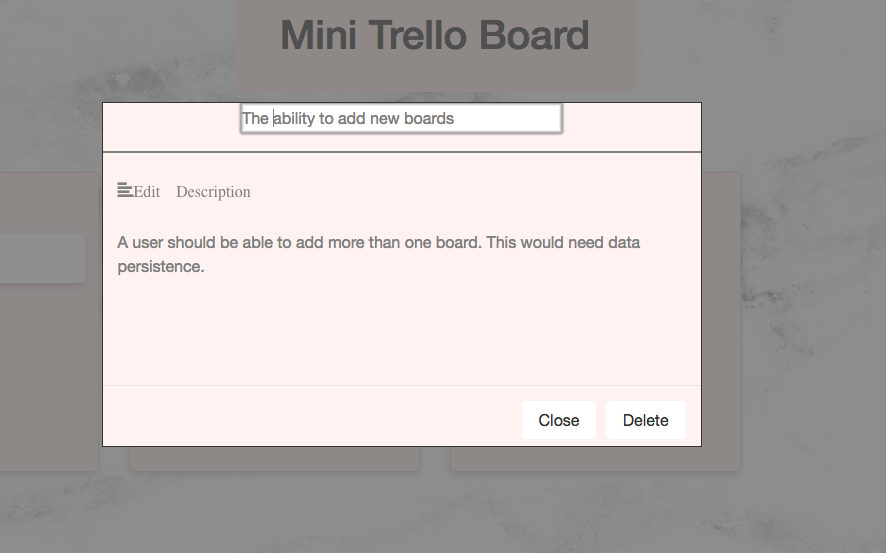 Mini Trello Board
The ability to add new boards
Edit Description
A user should be able to add more than one board. This would need data
persistence.
Close Delete